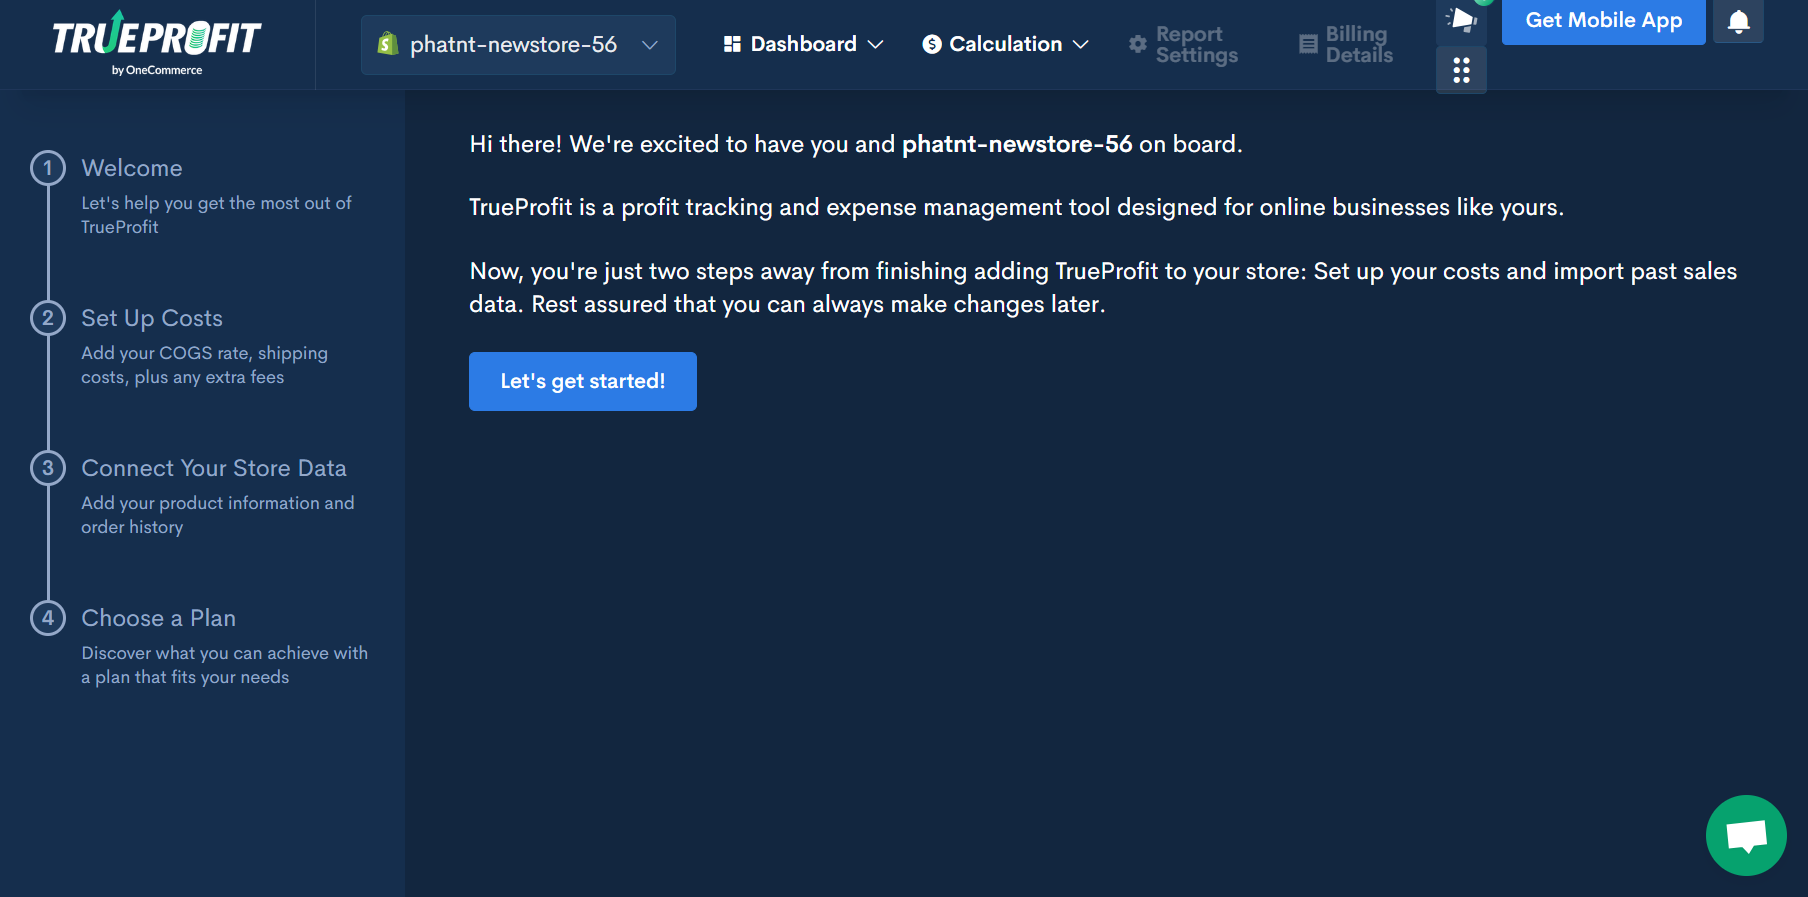 TRUEPROFIT
by OneCommerce
phatnt-newstore-56
Dashboard
Calculation
Report
Settings
Billing
Details
Get Mobile App
1
Welcome
Let's help you get the most out of
TrueProfit
2
Set Up Costs
Add your COGS rate, shipping
costs, plus any extra fees
3
Connect Your Store Data
Add your product information and
order history
4
Choose a Plan
Discover what you can achieve with
a plan that fits your needs
Hi there! We're excited to have you and phatnt-newstore-56 on board.
TrueProfit is a profit tracking and expense management tool designed for online businesses like yours.
Now, you're just two steps away from finishing adding TrueProfit to your store: Set up your costs and import past sales
data. Rest assured that you can always make changes later.
Let's get started!